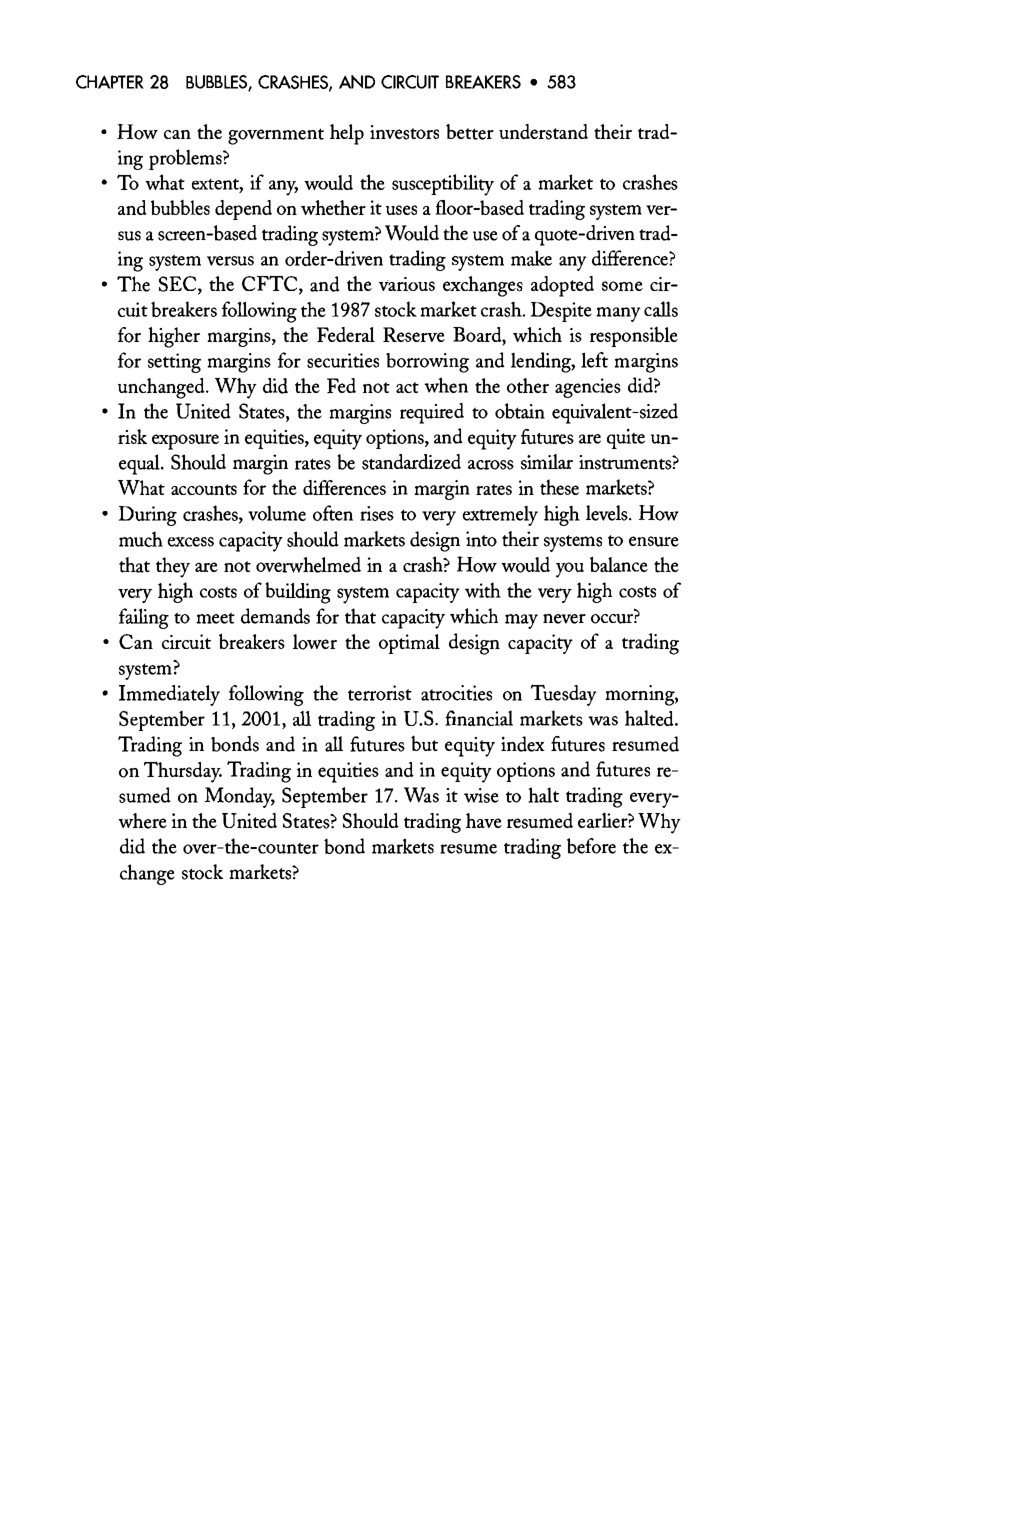 CHAPTER 28 BUBBLES, CRASHES, AND CIRCUIT BREAKERS • 583
• How can the government help investors better understand their trad-
ing problems?
• To what extent, if any, would the susceptibility of a market to crashes
and bubbles depend on whether it uses a floor-based trading system ver-
sus a screen-based trading system? Would the use of a quote-driven trad-
ing system versus an order-driven trading system make any difference?
• The SEC, the CFTC, and the various exchanges adopted some cir-
cuit breakers following the 1987 stock market crash. Despite many calls
for higher margins, the Federal Reserve Board, which is responsible
for setting margins for securities borrowing and lending, left margins
unchanged. Why did the Fed not act when the other agencies did?
• In the United States, the margins required to obtain equivalent-sized
risk exposure in equities, equity options, and equity futures are quite un-
equal. Should margin rates be standardized across similar instruments?
What accounts for the differences in margin rates in these markets?
• During crashes, volume often rises to very extremely high levels. How
much excess capacity should markets design into their systems to ensure
that they are not overwhelmed in a crash? How would you balance the
very high costs of building system capacity with the very high costs of
failing to meet demands for that capacity which may never occur?
• Can circuit breakers lower the optimal design capacity of a trading
system?
• Immediately following the terrorist atrocities on Tuesday morning,
September 11, 2001, all trading in U.S. financial markets was halted.
Trading in bonds and in all futures but equity index futures resumed
on Thursday. Trading in equities and in equity options and futures re-
sumed on Monday, September 17. Was it wise to halt trading every-
where in the United States? Should trading have resumed earlier? Why
did the over-the-counter bond markets resume trading before the ex-
change stock markets?